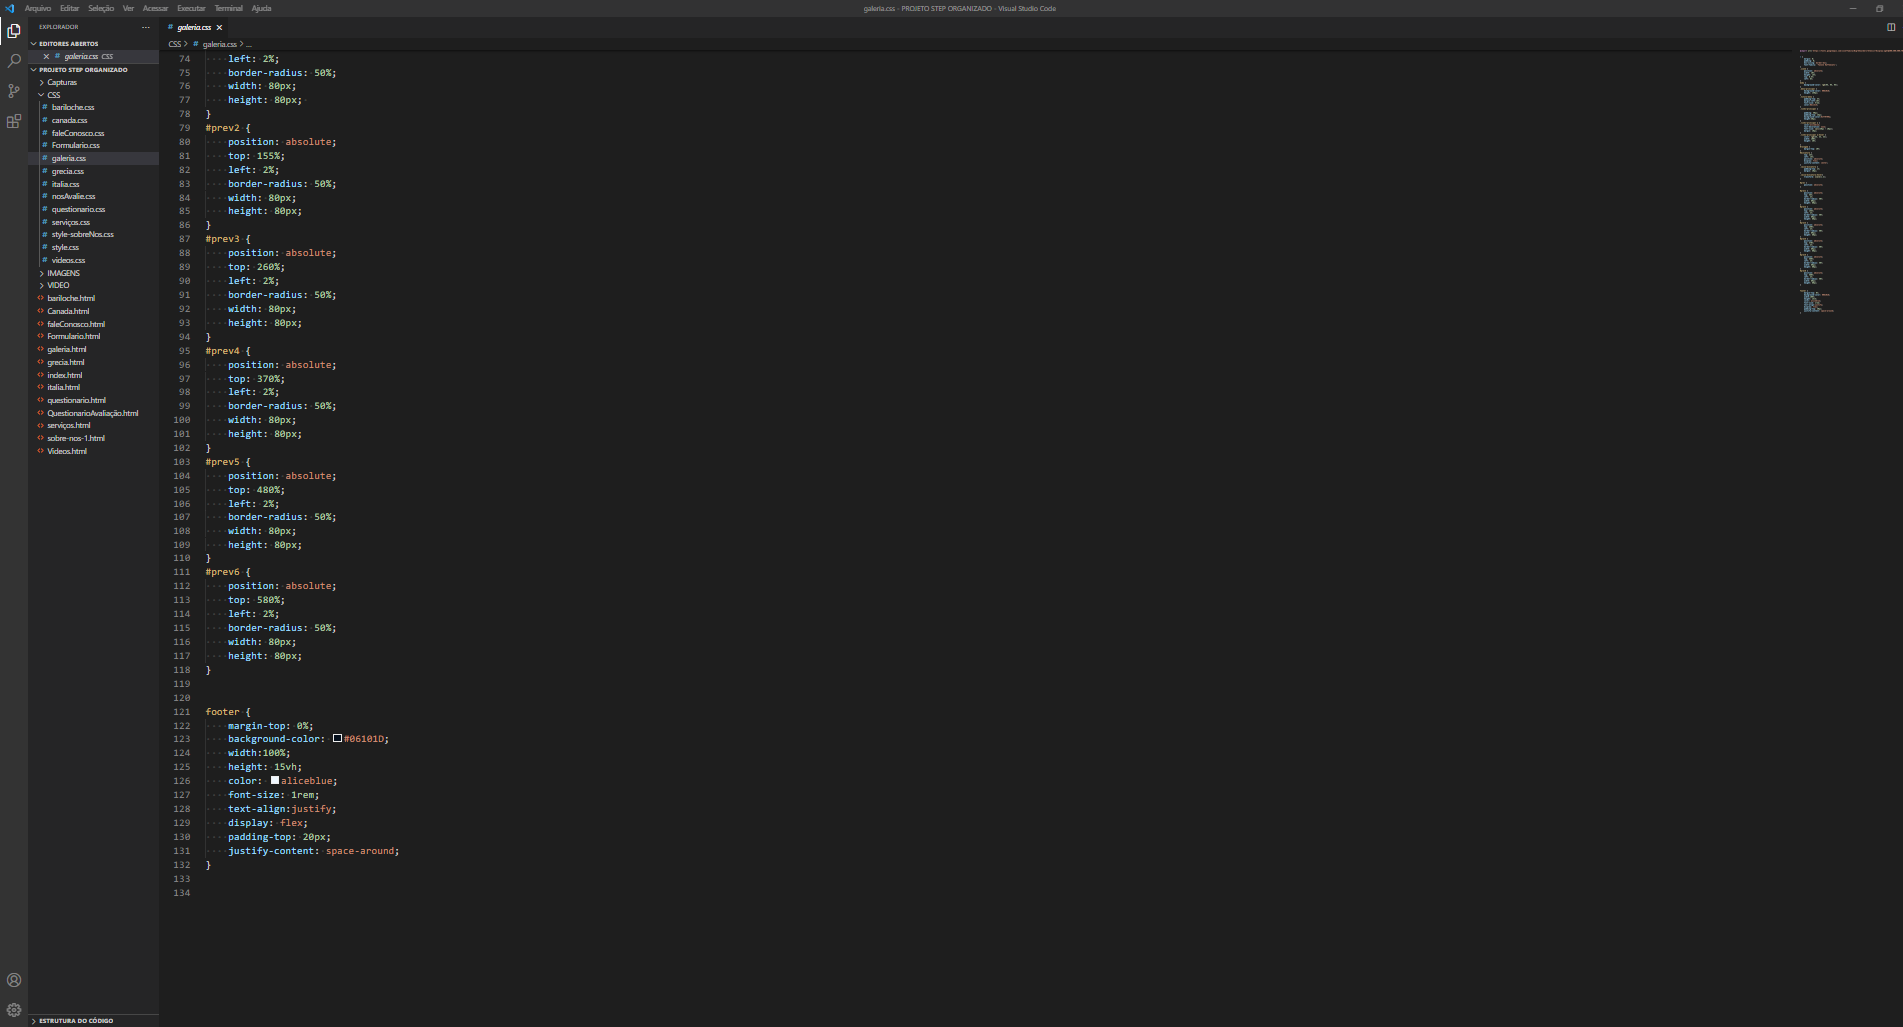 Arquivo Editar Seleção Ver Acessar Executar Terminal Ajuda
galeria.css - PROJETO STEP ORGANIZADO - Visual Studio Code
EXPLORADOR ...
EDITORES ABERTOS
galeria.css CSS
PROJETO STEP ORGANIZADO
Capturas
CSS
# bariloche.css
# canada.css
# faleConosco.css
# Formulario.css
# galeria.css
# grecia.css
# italia.css
# nosAvalie.css
# questionario.css
# serviços.css
# style-sobreNos.css
# style.css
# videos.css
IMAGENS
VIDEO
bariloche.html
Canada.html
faleConosco.html
Formulario.html
galeria.html
grecia.html
index.html
italia.html
questionario.html
QuestionarioAvaliação.html
serviços.html
sobre-nos-1.html
Videos.html
ESTRUTURA DO CÓDIGO
# galeria.css
CSS > # galeria.css > ...
74 left: 2%;
75 border-radius: 50%;
76 width: 80px;
77 height: 80px;
78 }
79 #prev2 {
80 position: absolute;
81 top: 155%;
82 left: 2%;
83 border-radius: 50%;
84 width: 80px;
85 height: 80px;
86 }
87 #prev3 {
88 position: absolute;
89 top: 260%;
90 left: 2%;
91 border-radius: 50%;
92 width: 80px;
93 height: 80px;
94 }
95 #prev4 {
96 position: absolute;
97 top: 370%;
98 left: 2%;
99 border-radius: 50%;
100 width: 80px;
101 height: 80px;
102 }
103 #prev5 {
104 position: absolute;
105 top: 480%;
106 left: 2%;
107 border-radius: 50%;
108 width: 80px;
109 height: 80px;
110 }
111 #prev6 {
112 position: absolute;
113 top: 580%;
114 left: 2%;
115 border-radius: 50%;
116 width: 80px;
117 height: 80px;
118 }
119
120
121 footer {
122 margin-top: 0%;
123 background-color: #06101D;
124 width:100%;
125 height: 15vh;
126 color: aliceblue;
127 font-size: 1rem;
128 text-align:justify;
129 display: flex;
130 padding-top: 20px;
131 justify-content: space-around;
132 }
133
134